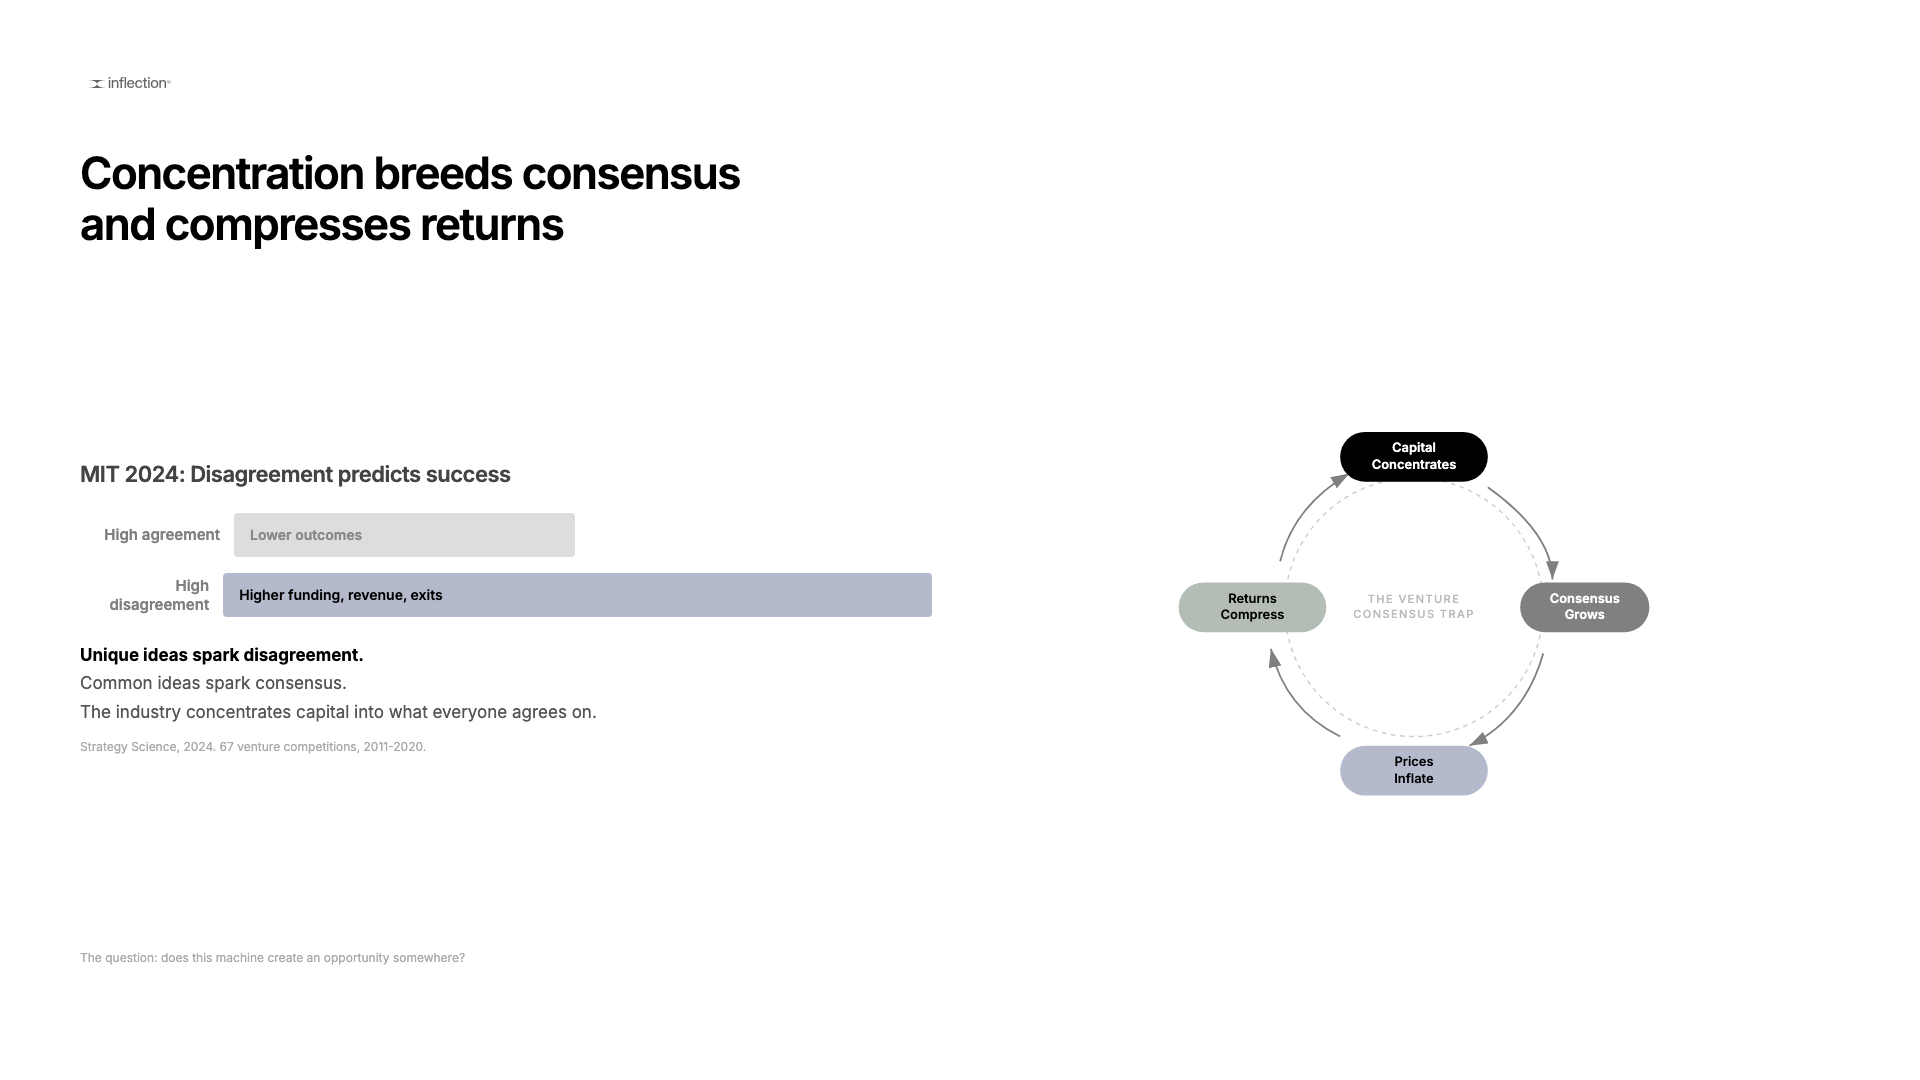 inflection
Concentration breeds consensus
and compresses returns
MIT 2024: Disagreement predicts success
High agreement
Lower outcomes
High
disagreement
Higher funding, revenue, exits
Unique ideas spark disagreement.
Common ideas spark consensus.
The industry concentrates capital into what everyone agrees on.
Strategy Science, 2024. 67 venture competitions, 2011-2020.
Capital
Concentrates
Returns
Compress
THE VENTURE
CONSENSUS TRAP
Consensus
Grows
Prices
Inflate
The question: does this machine create an opportunity somewhere?